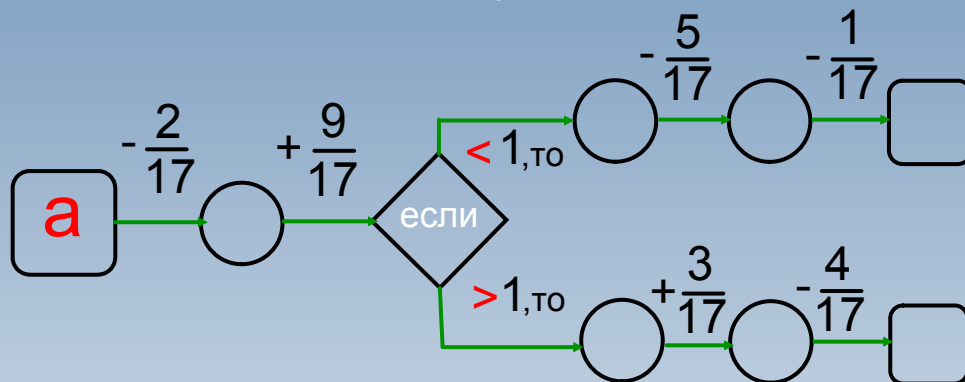 a
- 2/17
+ 9/17
если
< 1,то
- 5/17
- 1/17
> 1,то
+ 3/17
- 4/17